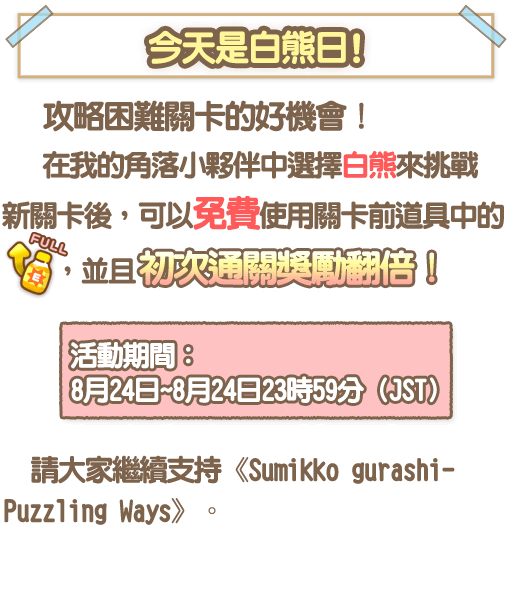 今天是白熊日!
攻略困難關卡的好機會！
在我的角落小夥伴中選擇白熊來挑戰
新關卡後，可以免費使用關卡前道具中的
FULL
E
，並且初次通關獎勵翻倍！
活動期間：
8月24日~8月24日23時59分 (JST)
請大家繼續支持《Sumikko gurashi-
Puzzling Ways》。